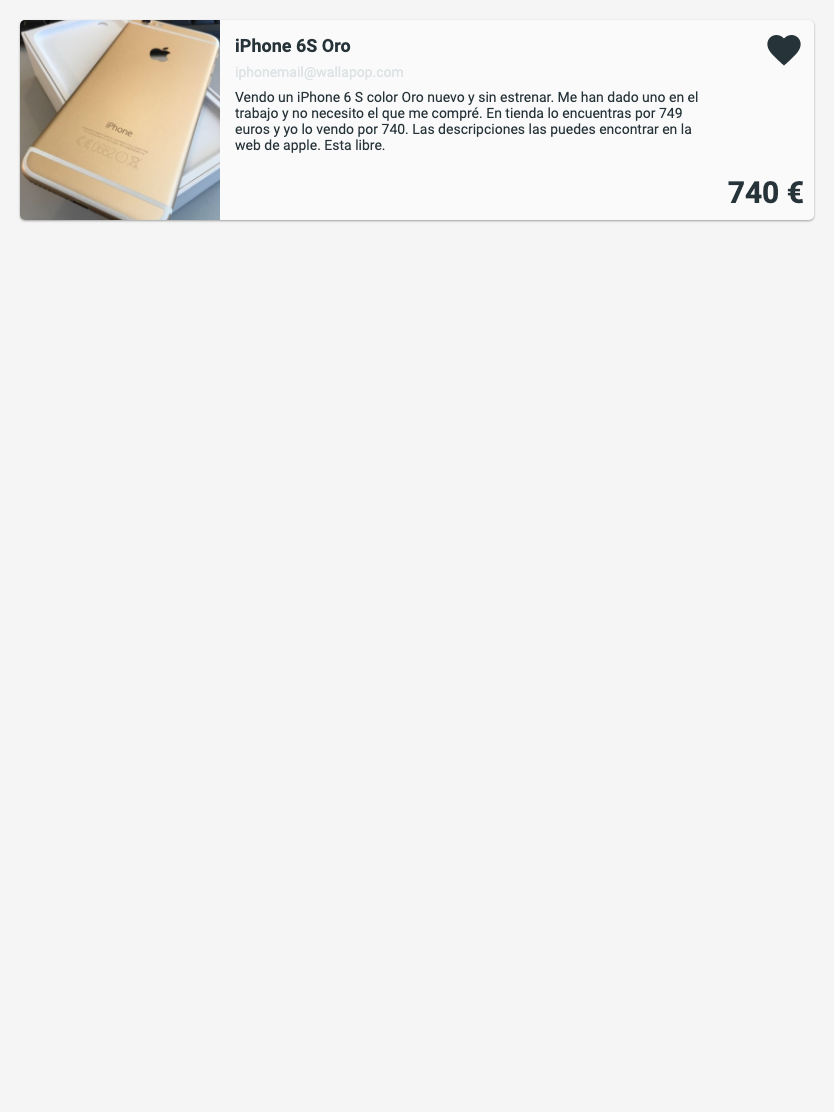 iPhone 6S Oro
iphonemail@wallapop.com
Vendo un iPhone 6 S color Oro nuevo y sin estrenar. Me han dado uno en el
trabajo y no necesito el que me compré. En tienda lo encuentras por 749
euros y yo lo vendo por 740. Las descripciones las puedes encontrar en la
web de apple. Esta libre.
740 €
iPhone